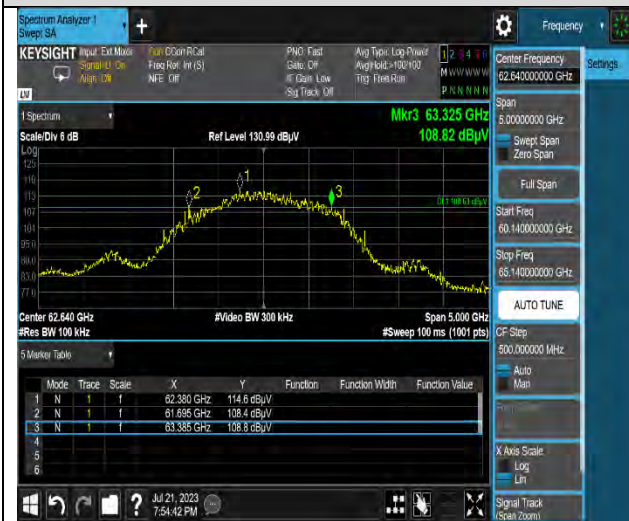 Spectrum Analyzer 1
Swept SA
+
Frequency
KEYSIGHT Input: Ext Mixer
Signal ID: On
Align: Off
LXI
Corr CCorr RCal
Freq Ref: Int (S)
NFE: Off
PNO: Fast
Gate: Off
IF Gain: Low
Sig Track: Off
Avg Type: Log-Power
Avg|Hold:>100/100
Trig: Free Run
1 2 3 4 5 6
M W W W W W
P N N N N N
1 Spectrum
Scale/Div 6 dB
Ref Level 130.99 dBµV
Mkr3 63.325 GHz
108.82 dBµV
Log
125
119
113
107
101
95.0
89.0
83.0
77.0
1
2
3
Center 62.640 GHz
#Res BW 100 kHz
#Video BW 300 kHz
Span 5.000 GHz
#Sweep 100 ms (1001 pts)
5 Marker Table
Mode Trace Scale X Y Function Function Width Function Value
1 N 1 f 62.380 GHz 114.6 dBµV
2 N 1 f 61.695 GHz 108.4 dBµV
3 N 1 f 63.385 GHz 108.8 dBµV
4
5
6
Jul 21, 2023
7:54:42 PM
Center Frequency
62.640000000 GHz
Span
5.00000000 GHz
Swept Span
Zero Span
Full Span
Start Freq
60.140000000 GHz
Stop Freq
65.140000000 GHz
AUTO TUNE
CF Step
500.000000 MHz
Auto
Man
X Axis Scale
Log
Lin
Signal Track
(Span Zoom)
Settings